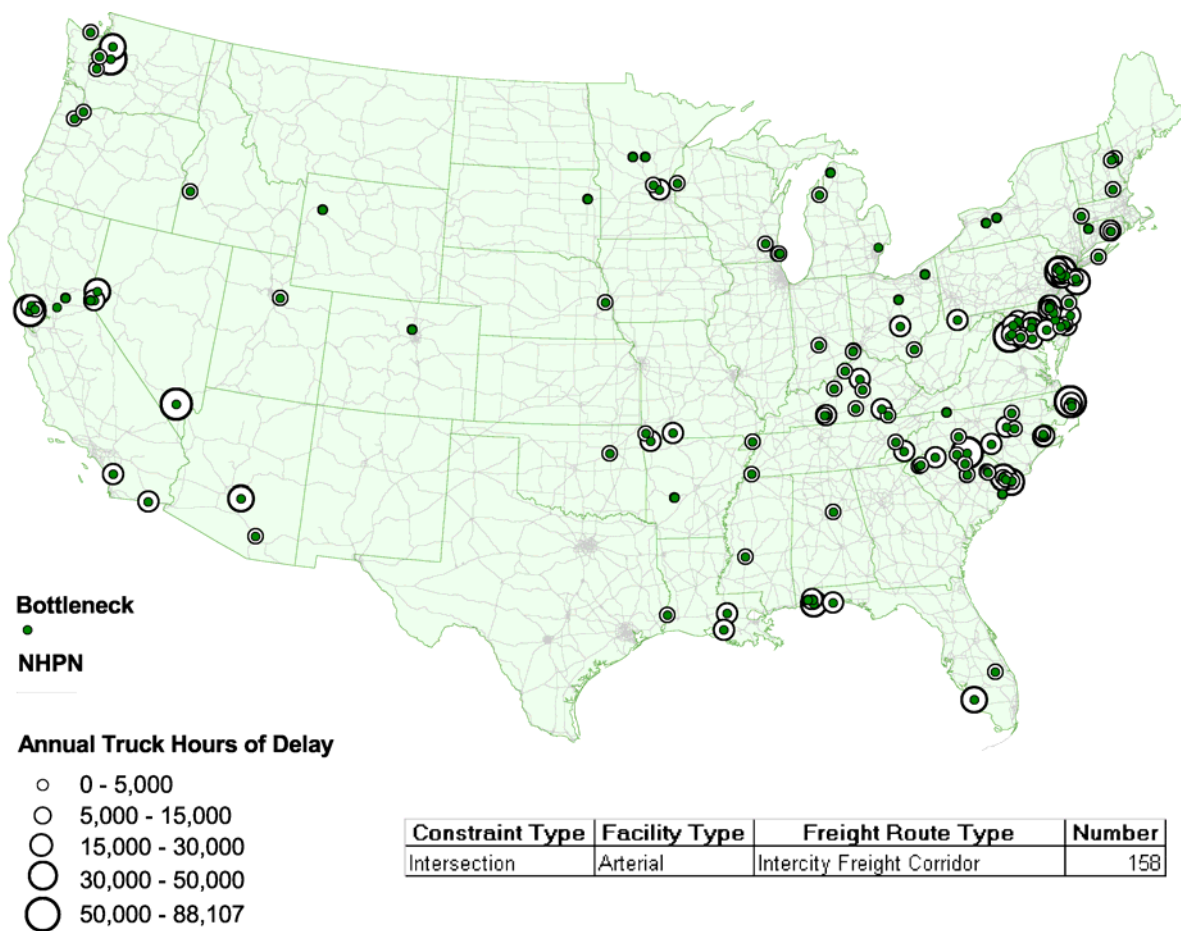 Bottleneck
NHPN
Annual Truck Hours of Delay
0 - 5,000
5,000 - 15,000
15,000 - 30,000
30,000 - 50,000
50,000 - 88,107
Constraint Type Facility Type Freight Route Type Number
Intersection Arterial Intercity Freight Corridor 158